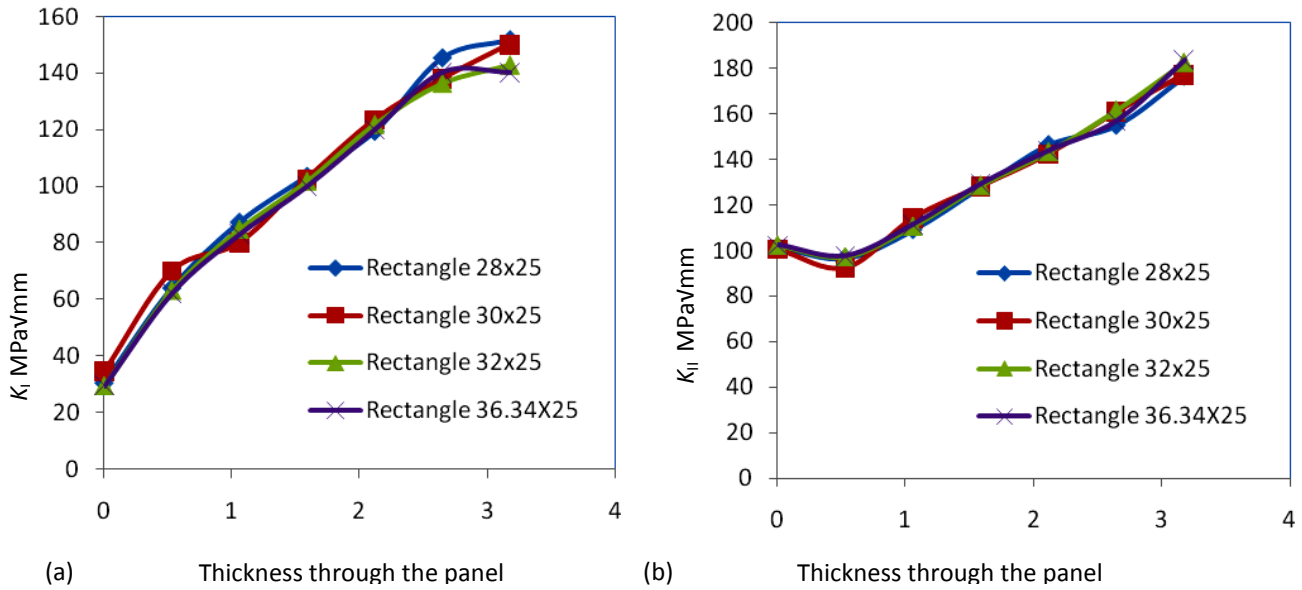 160
140
120
100
80
60
40
20
0
K_I MPa√mm
Rectangle 28x25
Rectangle 30x25
Rectangle 32x25
Rectangle 36.34X25
0 1 2 3 4
(a) Thickness through the panel
200
180
160
140
120
100
80
60
40
20
0
K_II MPa√mm
Rectangle 28x25
Rectangle 30x25
Rectangle 32x25
Rectangle 36.34X25
0 1 2 3 4
(b) Thickness through the panel